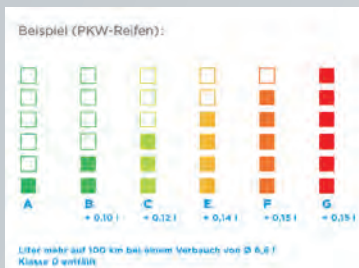 Beispiel (PKW-Reifen):
A B C E F G
+ 0,10 l + 0,12 l + 0,14 l + 0,15 l + 0,15 l
Liter mehr auf 100 km bei einem Verbauch von Ø 6,6 l
Klasse D entfällt